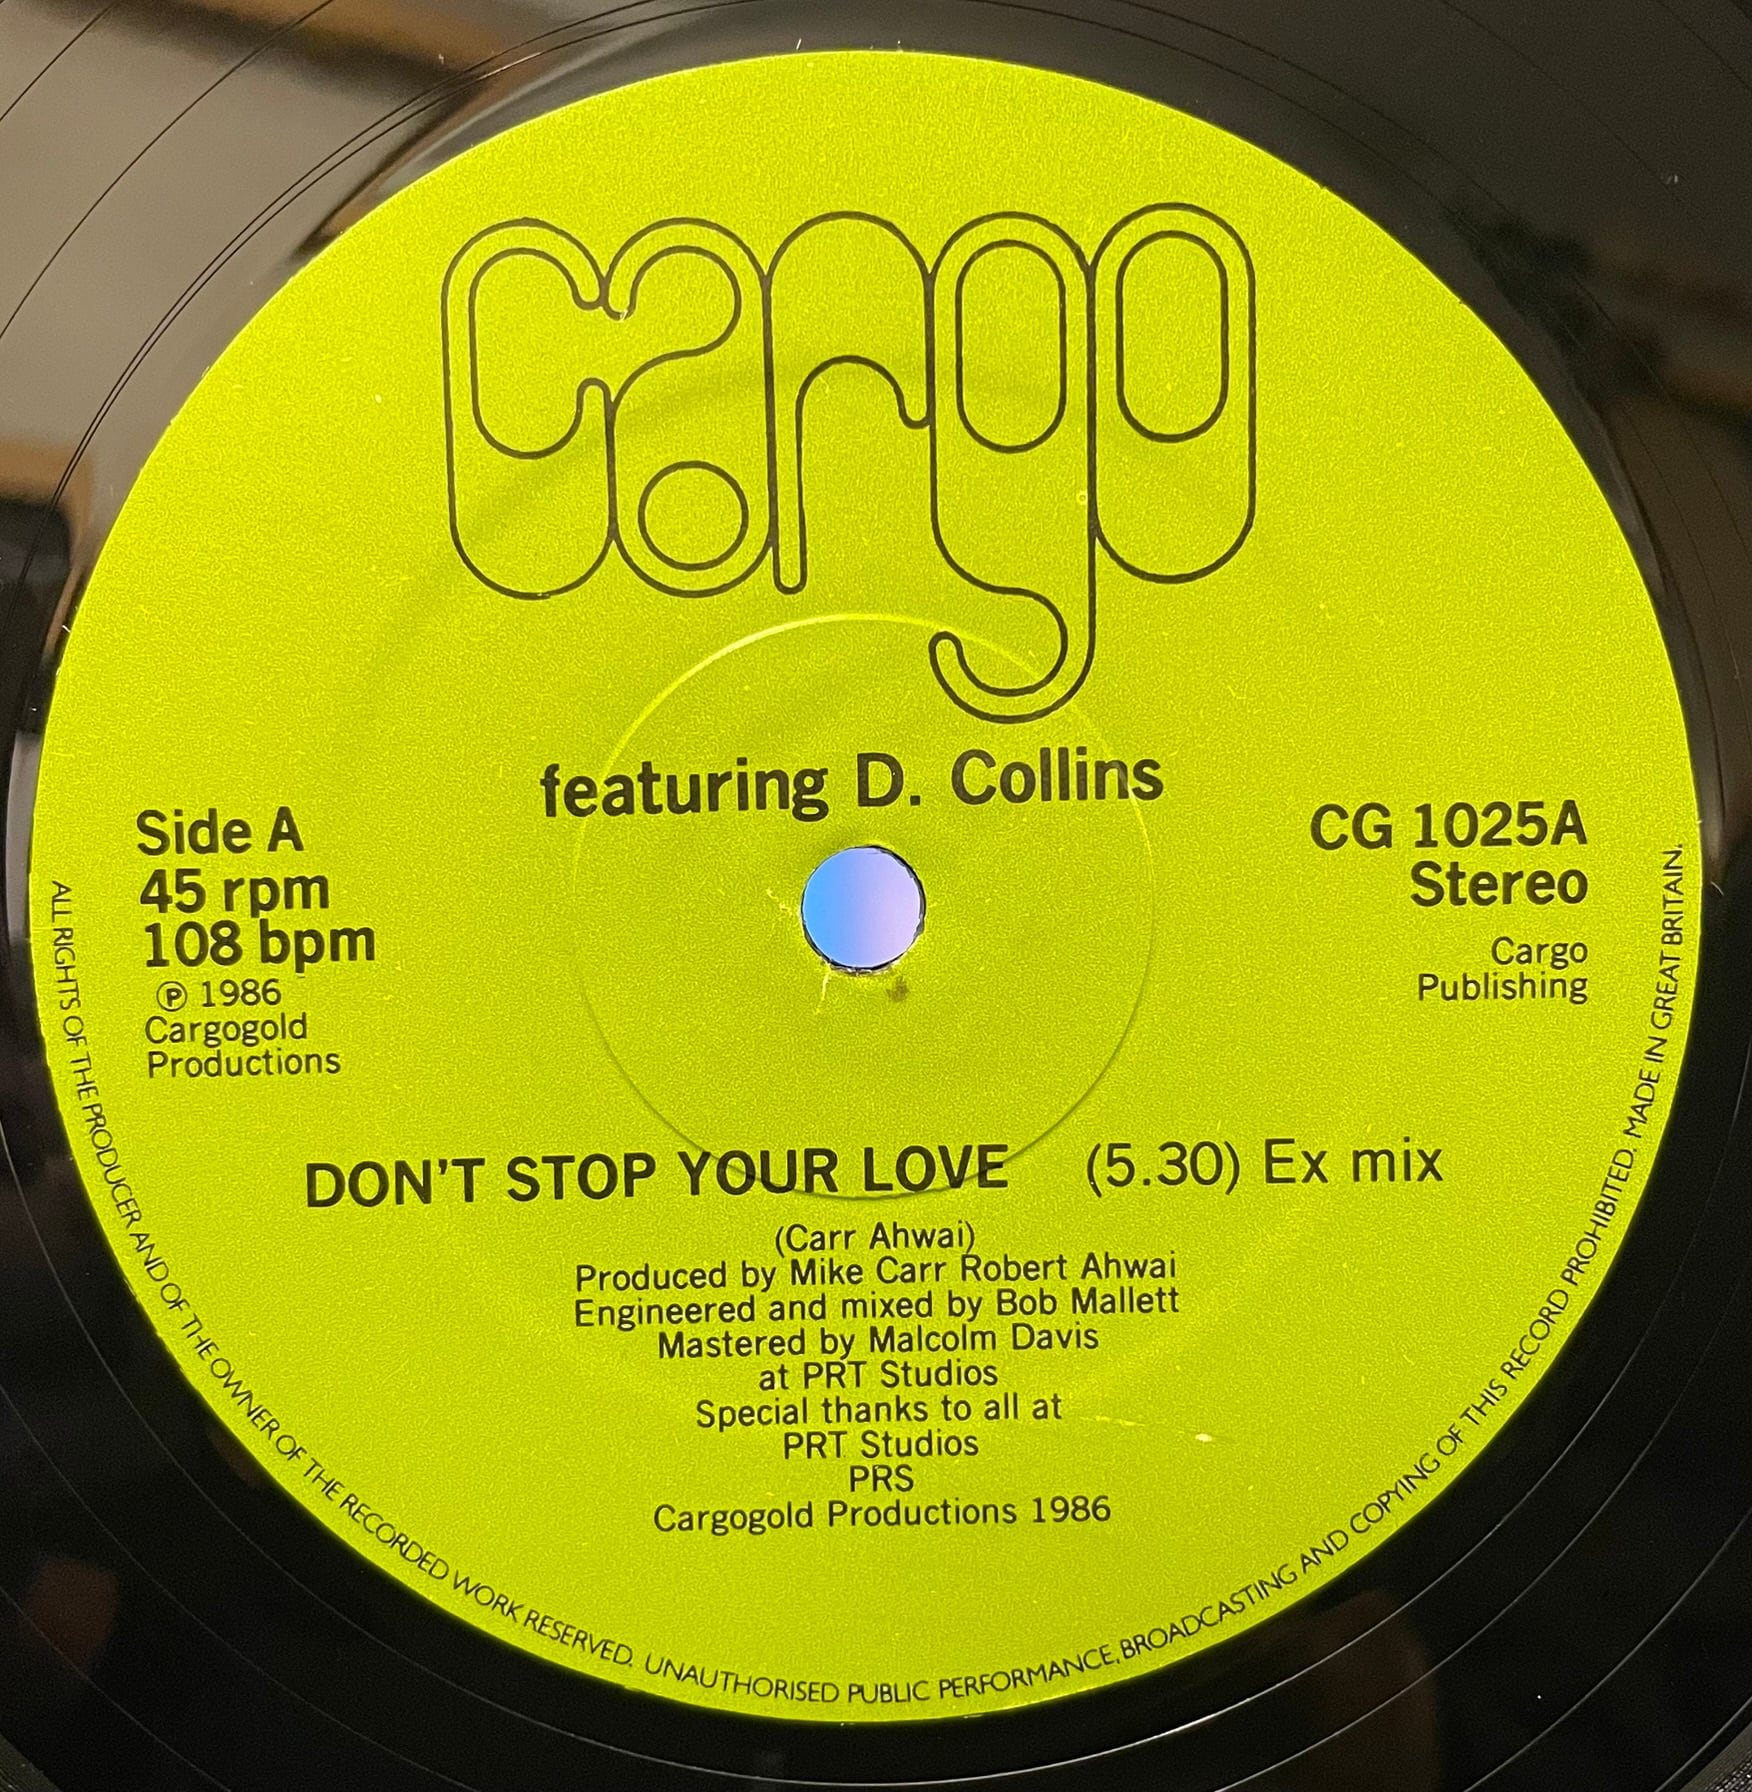 cargo
featuring D. Collins
Side A
45 rpm
108 bpm
℗ 1986
Cargogold
Productions
CG 1025A
Stereo
Cargo
Publishing
DON'T STOP YOUR LOVE (5.30) Ex mix
(Carr Ahwai)
Produced by Mike Carr Robert Ahwai
Engineered and mixed by Bob Mallett
Mastered by Malcolm Davis
at PRT Studios
Special thanks to all at
PRT Studios
PRS
Cargogold Productions 1986
ALL RIGHTS OF THE PRODUCER AND OF THE OWNER OF THE RECORDED WORK RESERVED. UNAUTHORISED PUBLIC PERFORMANCE, BROADCASTING AND COPYING OF THIS RECORD PROHIBITED. MADE IN GREAT BRITAIN.